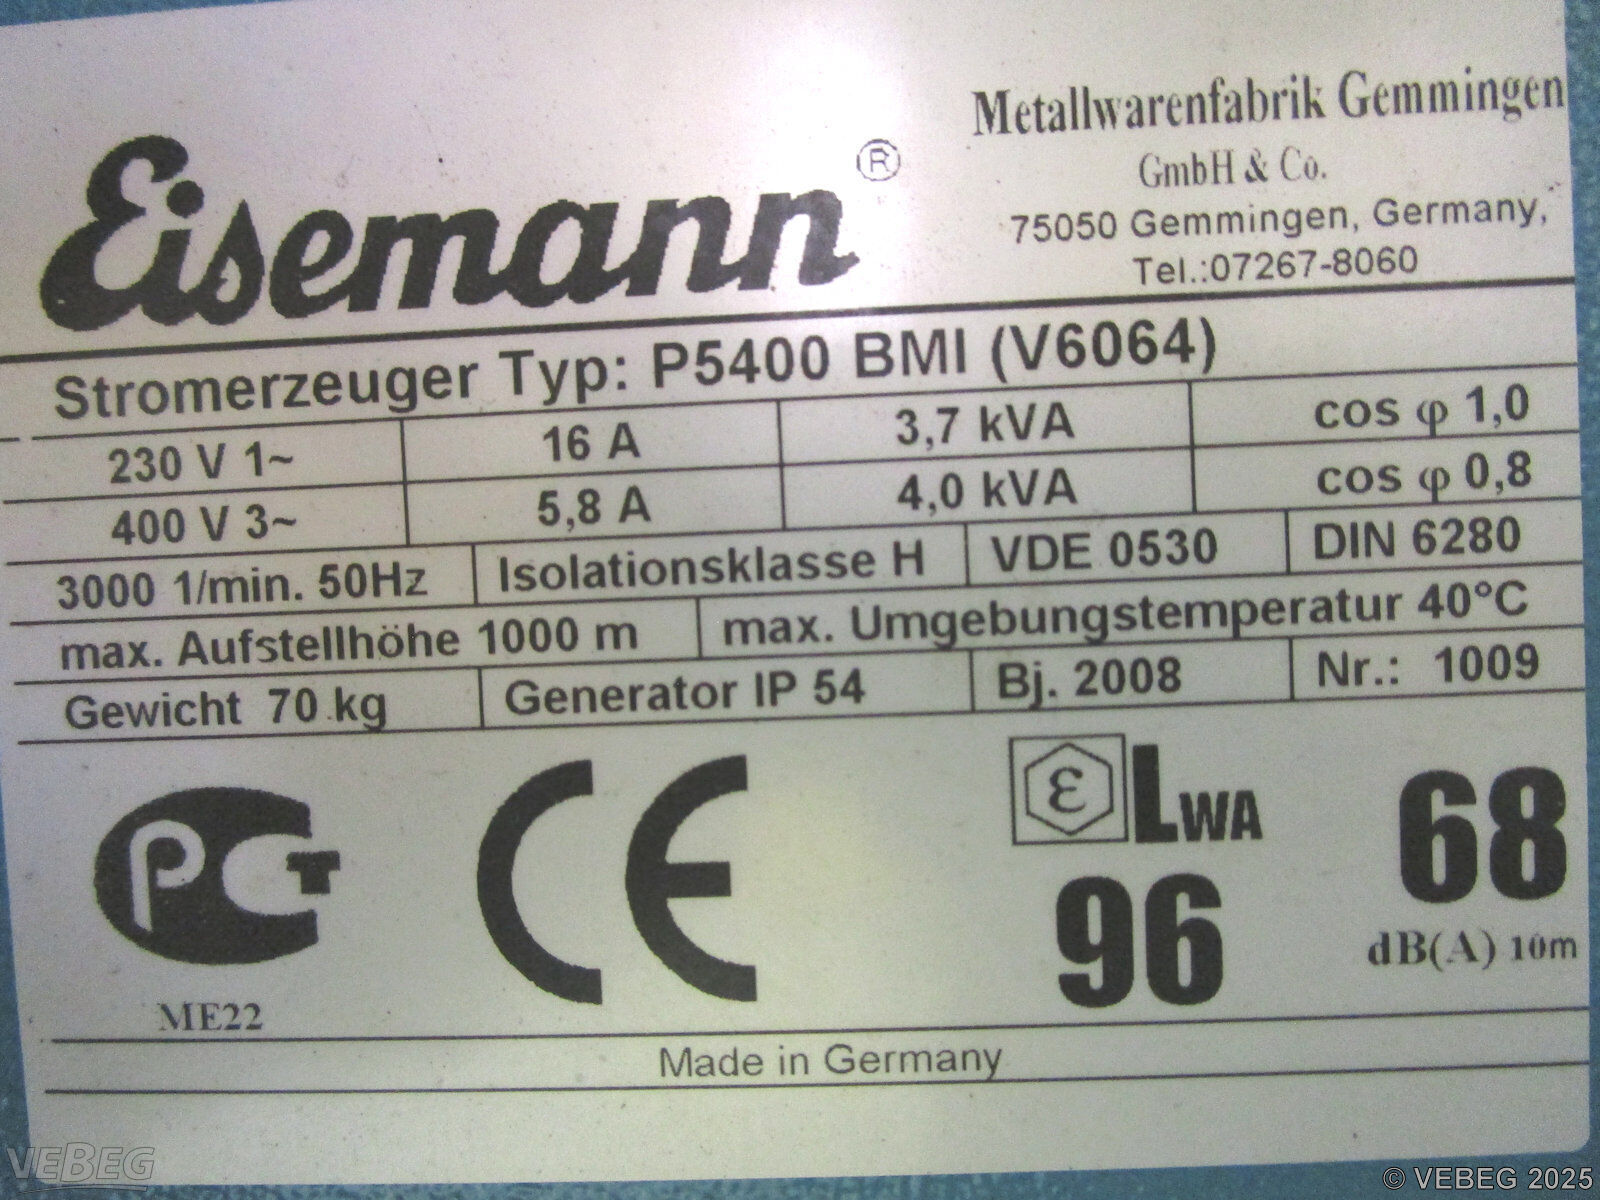 Eisemann®
Metallwarenfabrik Gemmingen
GmbH & Co.
75050 Gemmingen, Germany,
Tel.:07267-8060
Stromerzeuger Typ: P5400 BMI (V6064)
230 V 1~ 16 A 3,7 kVA cos φ 1,0
400 V 3~ 5,8 A 4,0 kVA cos φ 0,8
3000 1/min. 50Hz Isolationsklasse H VDE 0530 DIN 6280
max. Aufstellhöhe 1000 m max. Umgebungstemperatur 40°C
Gewicht 70 kg Generator IP 54 Bj. 2008 Nr.: 1009
PCT
ME22
CE
ε LWA
96
68
dB(A) 10m
Made in Germany
VEBEG
© VEBEG 2025